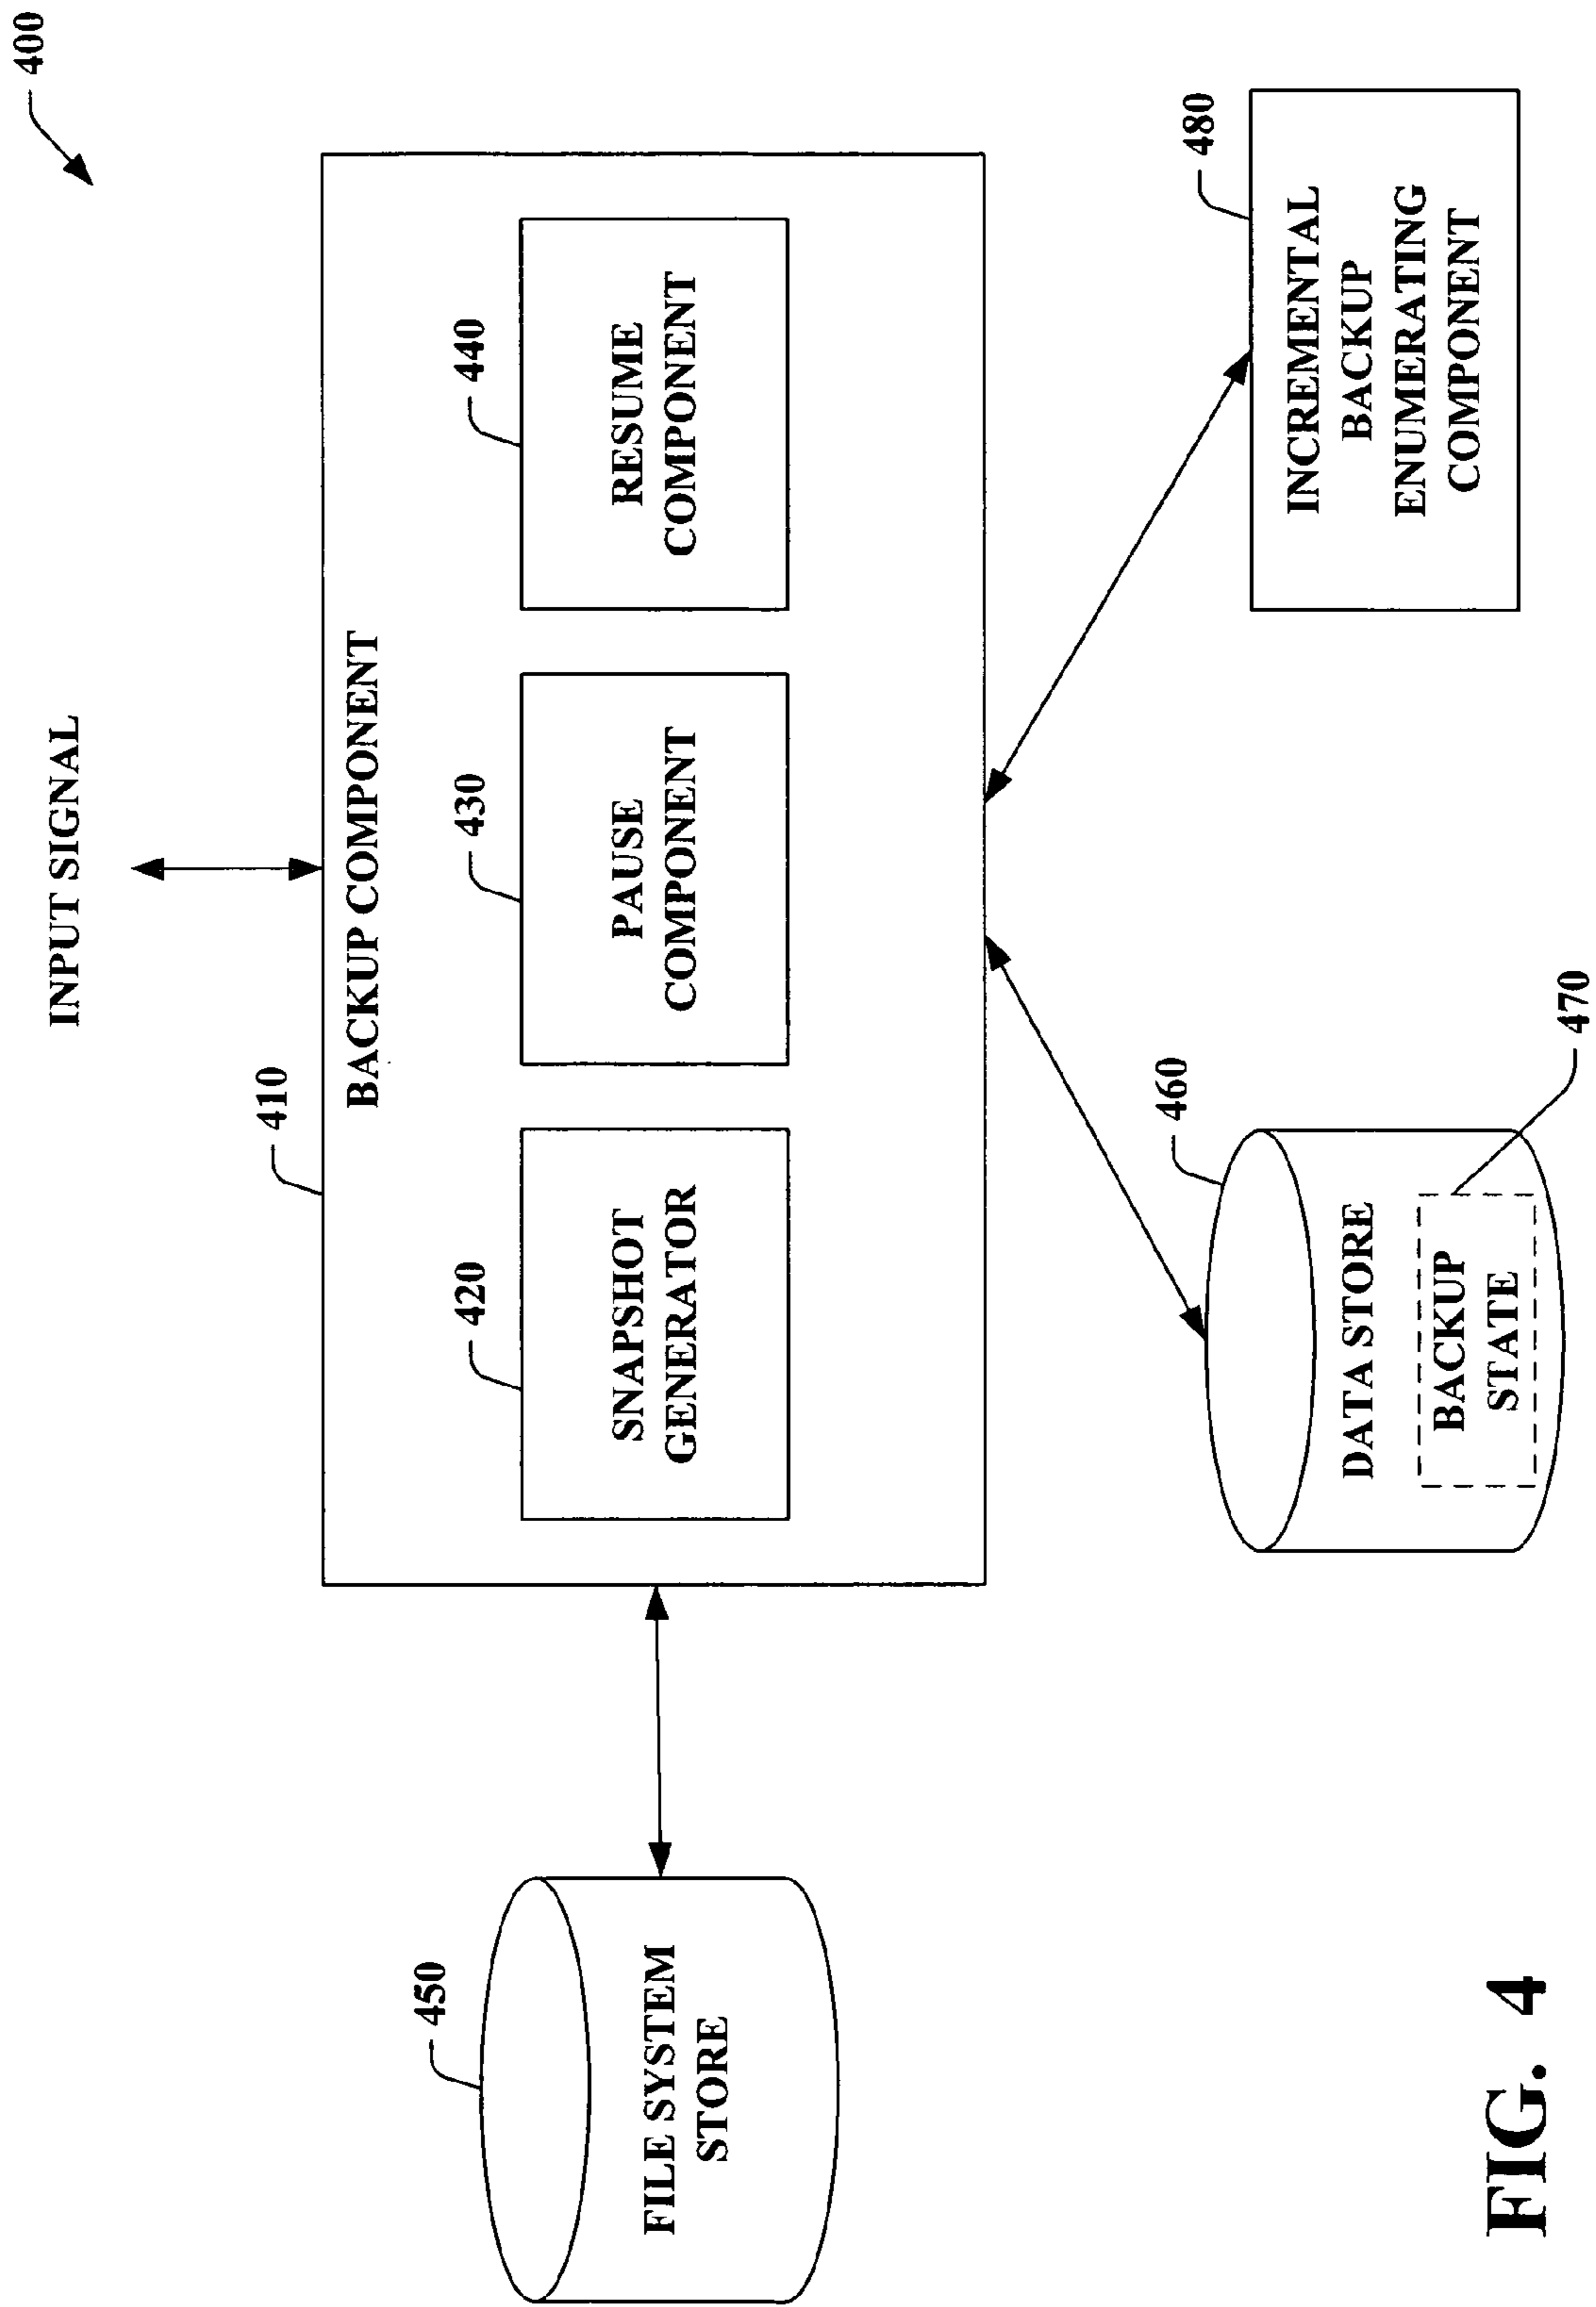 400
INPUT SIGNAL
410
BACKUP COMPONENT
420
SNAPSHOT
GENERATOR
430
PAUSE
COMPONENT
440
RESUME
COMPONENT
450
FILE SYSTEM
STORE
460
DATA STORE
BACKUP
STATE
470
480
INCREMENTAL
BACKUP
ENUMERATING
COMPONENT
FIG. 4